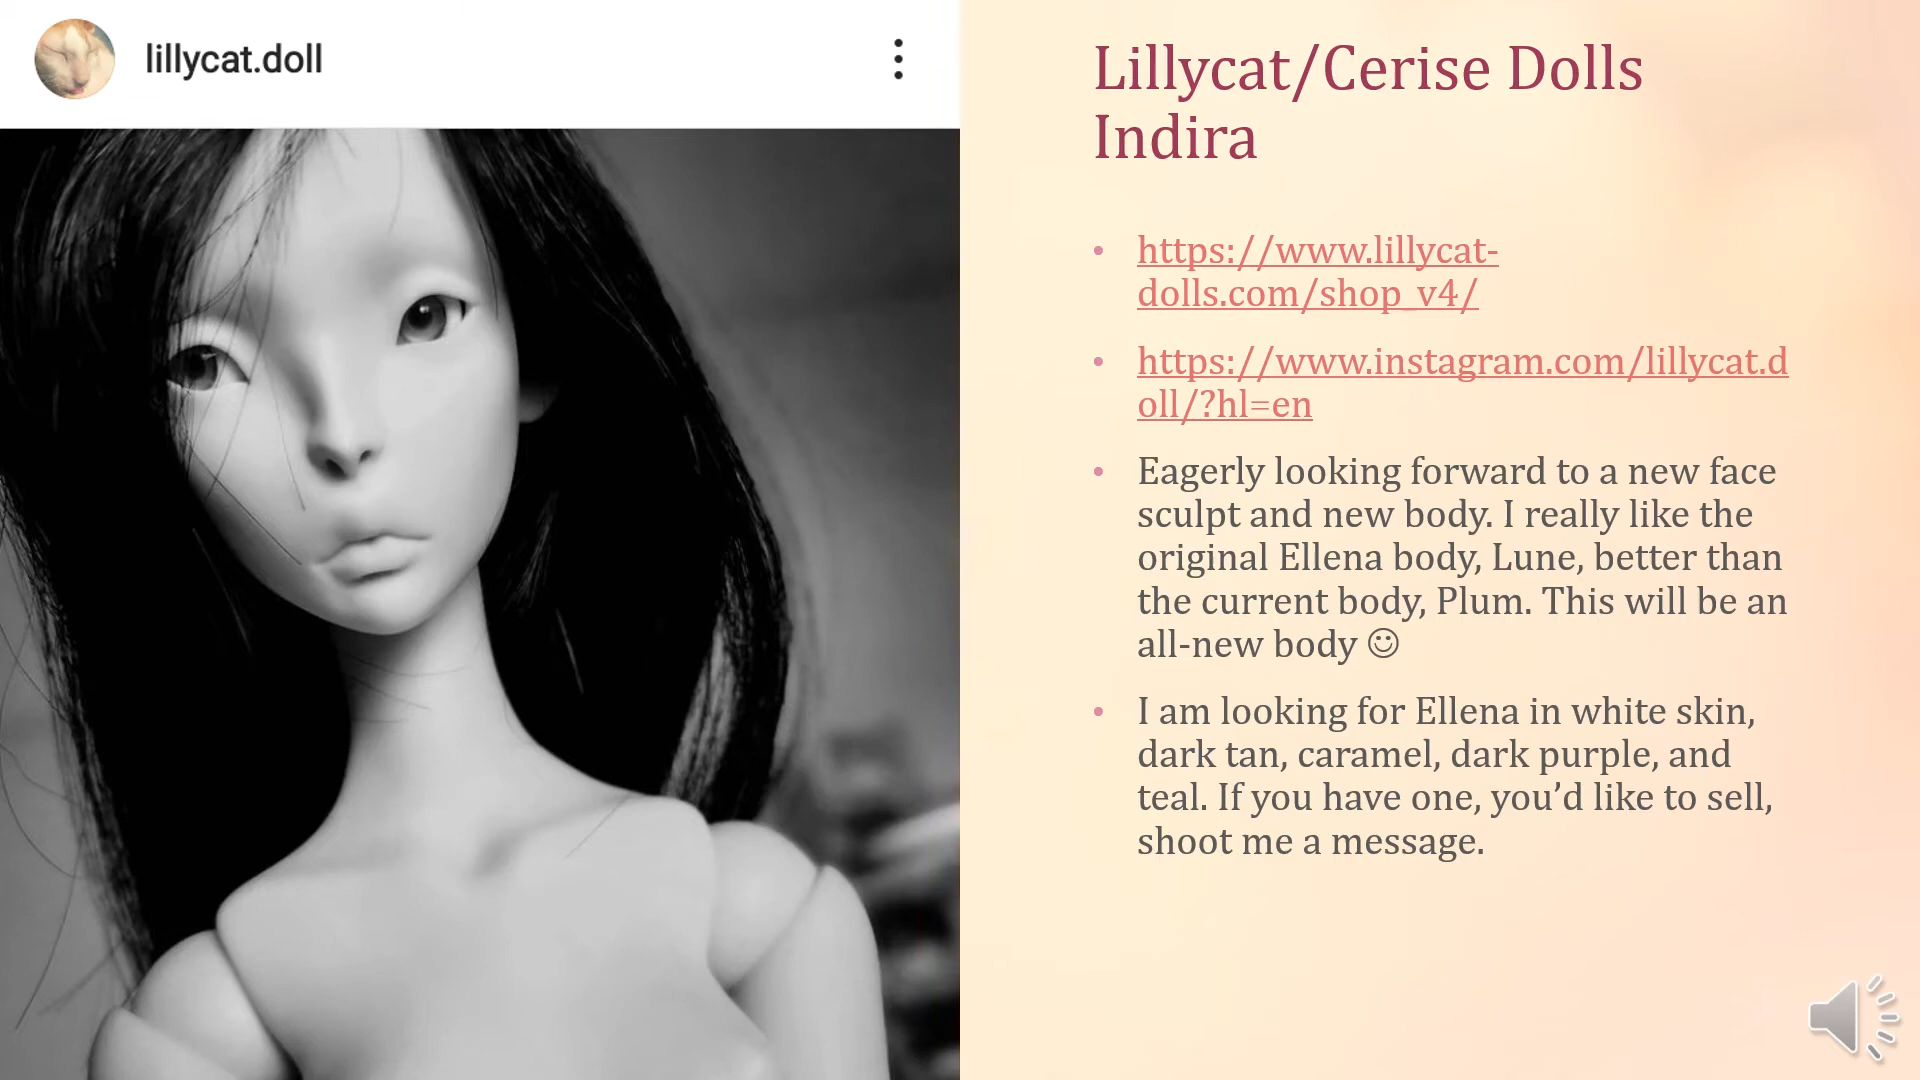 lillycat.doll
Lillycat/Cerise Dolls
Indira
https://www.lillycat-
dolls.com/shop_v4/
https://www.instagram.com/lillycat.d
oll/?hl=en
Eagerly looking forward to a new face
sculpt and new body. I really like the
original Ellena body, Lune, better than
the current body, Plum. This will be an
all-new body ☺
I am looking for Ellena in white skin,
dark tan, caramel, dark purple, and
teal. If you have one, you’d like to sell,
shoot me a message.